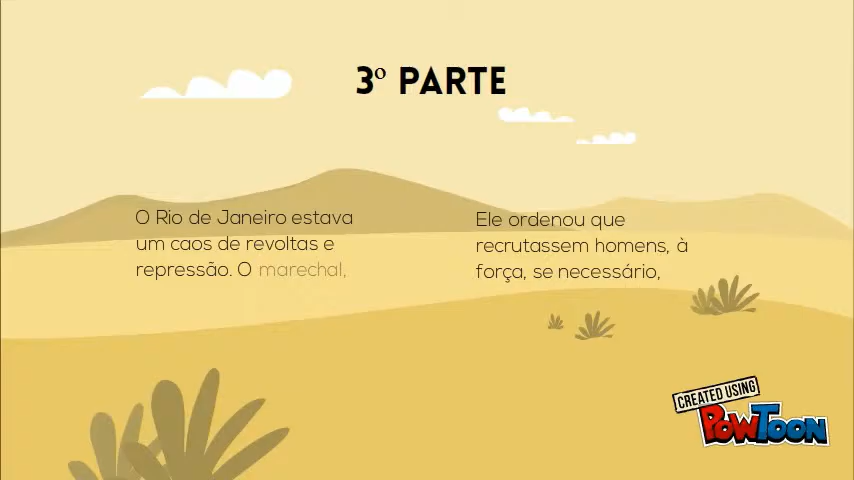 3º PARTE
O Rio de Janeiro estava
um caos de revoltas e
repressão. O marechal,
Ele ordenou que
recrutassem homens, à
força, se necessário,
CREATED USING
POWTOON